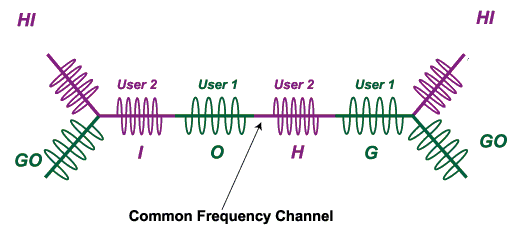 HI
HI
User 2
User 1
User 2
User 1
I
O
H
G
GO
GO
Common Frequency Channel